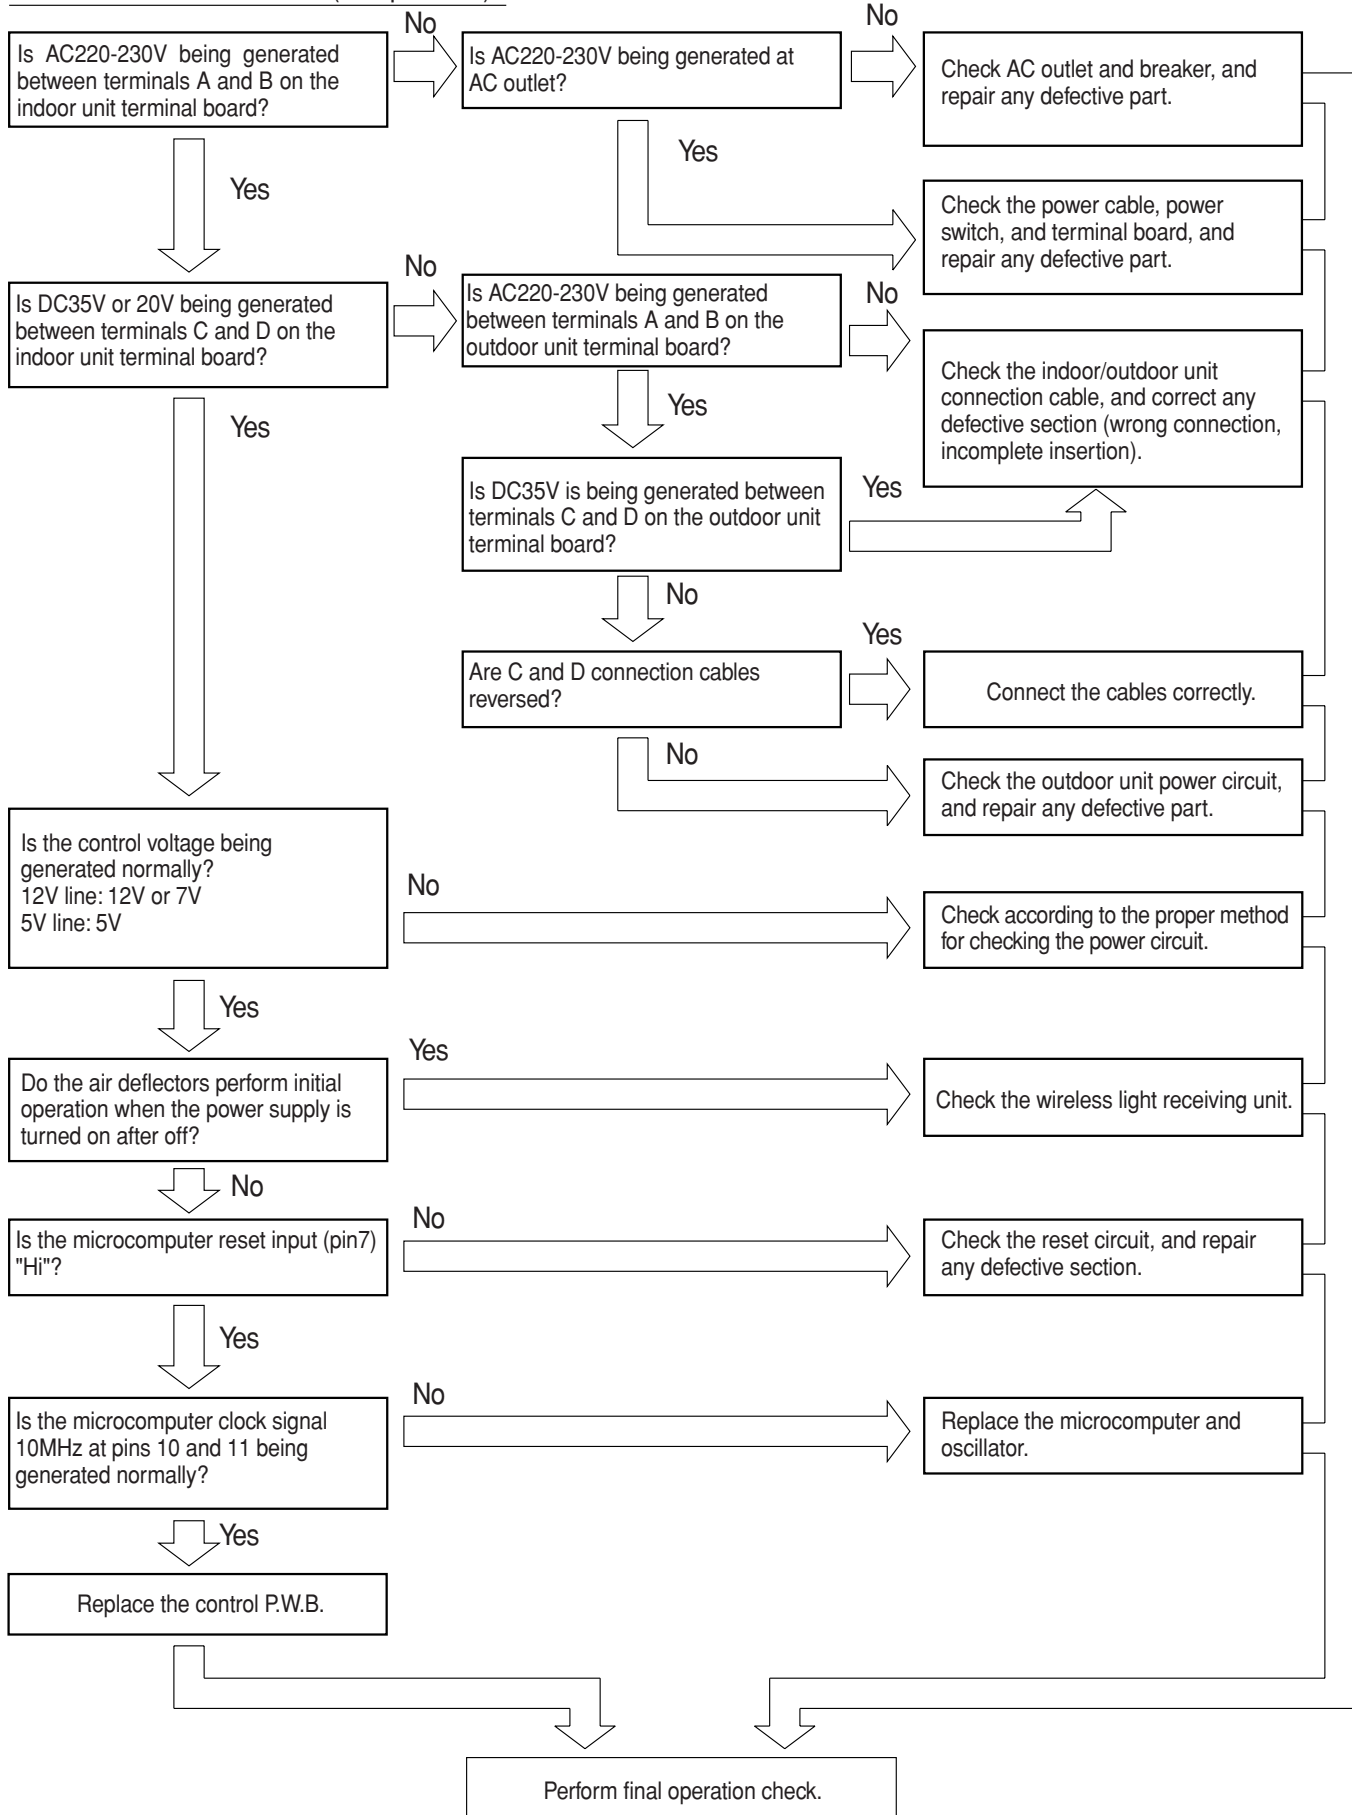 No
No
Is AC220-230V being generated
between terminals A and B on the
indoor unit terminal board?
Is AC220-230V being generated at
AC outlet?
Check AC outlet and breaker, and
repair any defective part.
Yes
Yes
Check the power cable, power
switch, and terminal board, and
repair any defective part.
No
No
Is DC35V or 20V being generated
between terminals C and D on the
indoor unit terminal board?
Is AC220-230V being generated
between terminals A and B on the
outdoor unit terminal board?
Check the indoor/outdoor unit
connection cable, and correct any
defective section (wrong connection,
incomplete insertion).
Yes
Yes
Is DC35V is being generated between
terminals C and D on the outdoor unit
terminal board?
Yes
No
Are C and D connection cables
reversed?
Yes
Connect the cables correctly.
No
Check the outdoor unit power circuit,
and repair any defective part.
Is the control voltage being
generated normally?
12V line: 12V or 7V
5V line: 5V
No
Check according to the proper method
for checking the power circuit.
Yes
Do the air deflectors perform initial
operation when the power supply is
turned on after off?
Yes
Check the wireless light receiving unit.
No
Is the microcomputer reset input (pin7)
"Hi"?
No
Check the reset circuit, and repair
any defective section.
Yes
Is the microcomputer clock signal
10MHz at pins 10 and 11 being
generated normally?
No
Replace the microcomputer and
oscillator.
Yes
Replace the control P.W.B.
Perform final operation check.